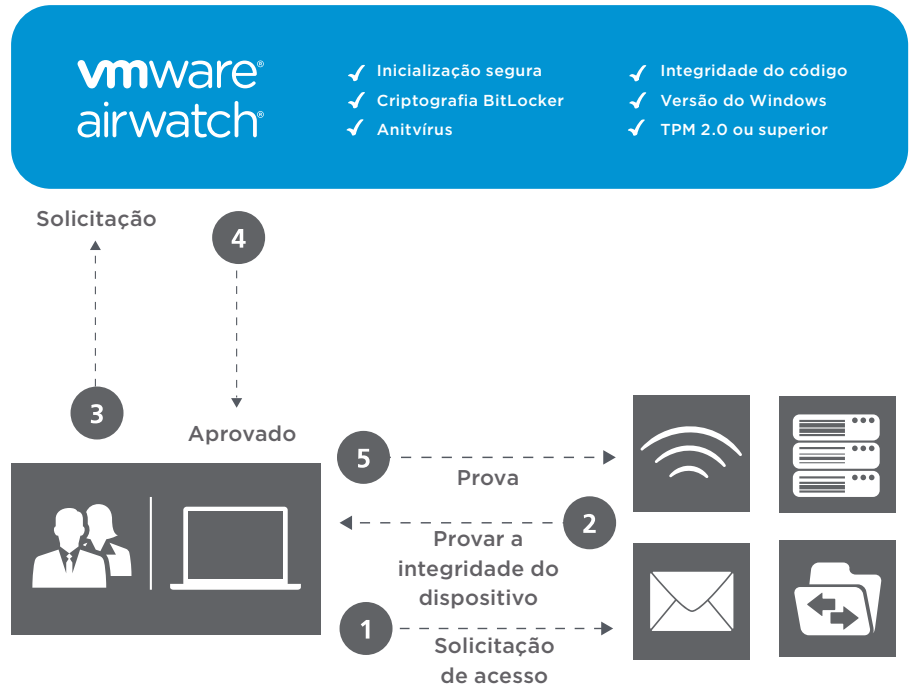 vmware®
airwatch®
Inicialização segura
Criptografia BitLocker
Anitvírus
Integridade do código
Versão do Windows
TPM 2.0 ou superior
Solicitação
4
3
Aprovado
5
Prova
2
Provar a
integridade do
dispositivo
1
Solicitação
de acesso